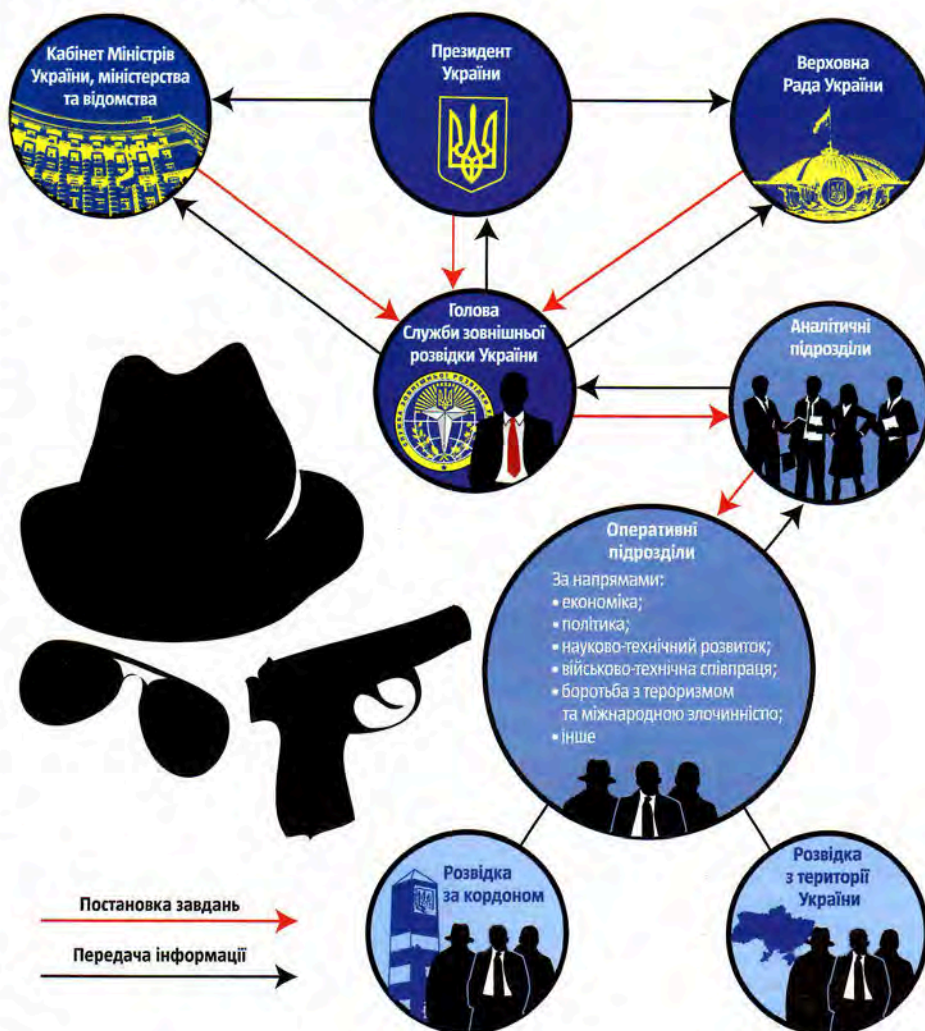 Кабінет Міністрів
України, міністерства
та відомства
Президент
України
Верховна
Рада України
Голова
Служби зовнішньої
розвідки України
Аналітичні
підрозділи
Оперативні
підрозділи
За напрямами:
• економіка;
• політика;
• науково-технічний розвиток;
• військово-технічна співпраця;
• боротьба з тероризмом
та міжнародною злочинністю;
• інше
Розвідка
за кордоном
Розвідка
з території
України
Постановка завдань
Передача інформації